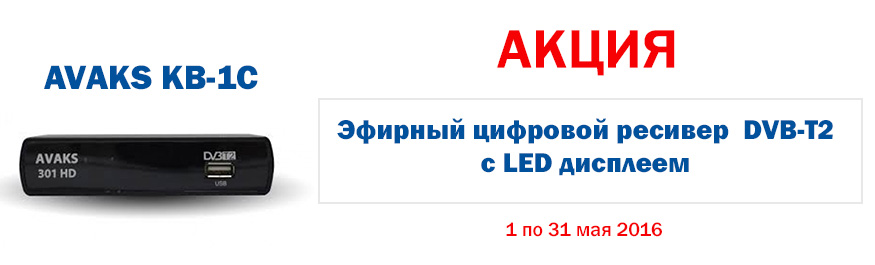 AVAKS KB-1C
AVAKS
301 HD
DVB T2
USB
АКЦИЯ
Эфирный цифровой ресивер DVB-T2
с LED дисплеем
1 по 31 мая 2016